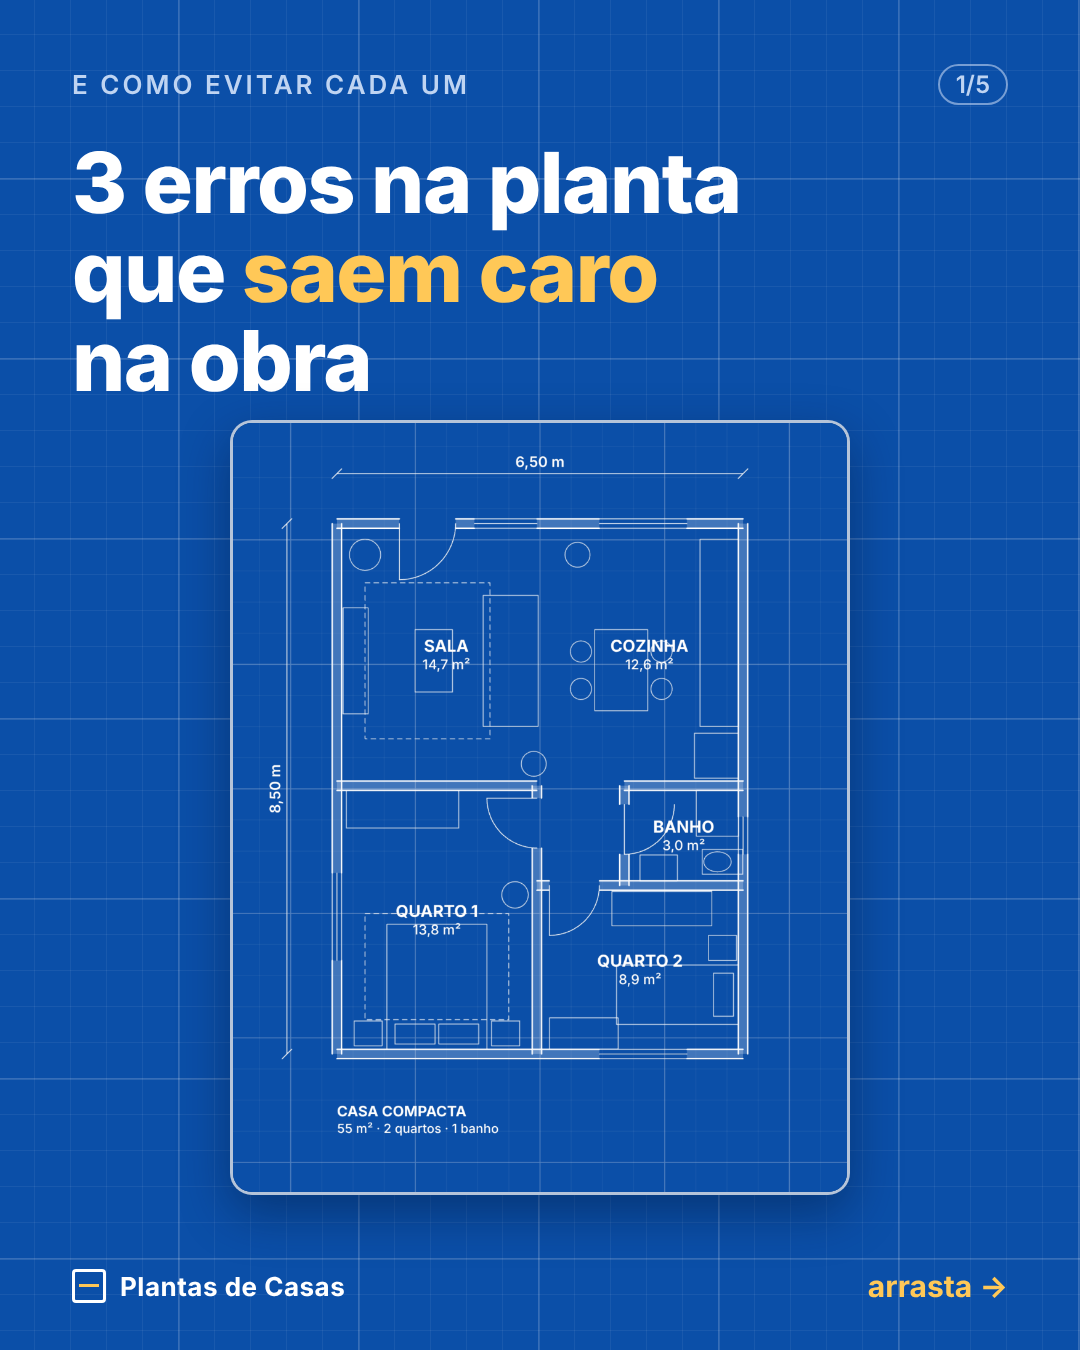 E COMO EVITAR CADA UM
1/5
3 erros na planta
que saem caro
na obra
6,50 m
8,50 m
SALA
14,7 m²
COZINHA
12,6 m²
BANHO
3,0 m²
QUARTO 1
13,8 m²
QUARTO 2
8,9 m²
CASA COMPACTA
55 m² · 2 quartos · 1 banho
Plantas de Casas
arrasta →